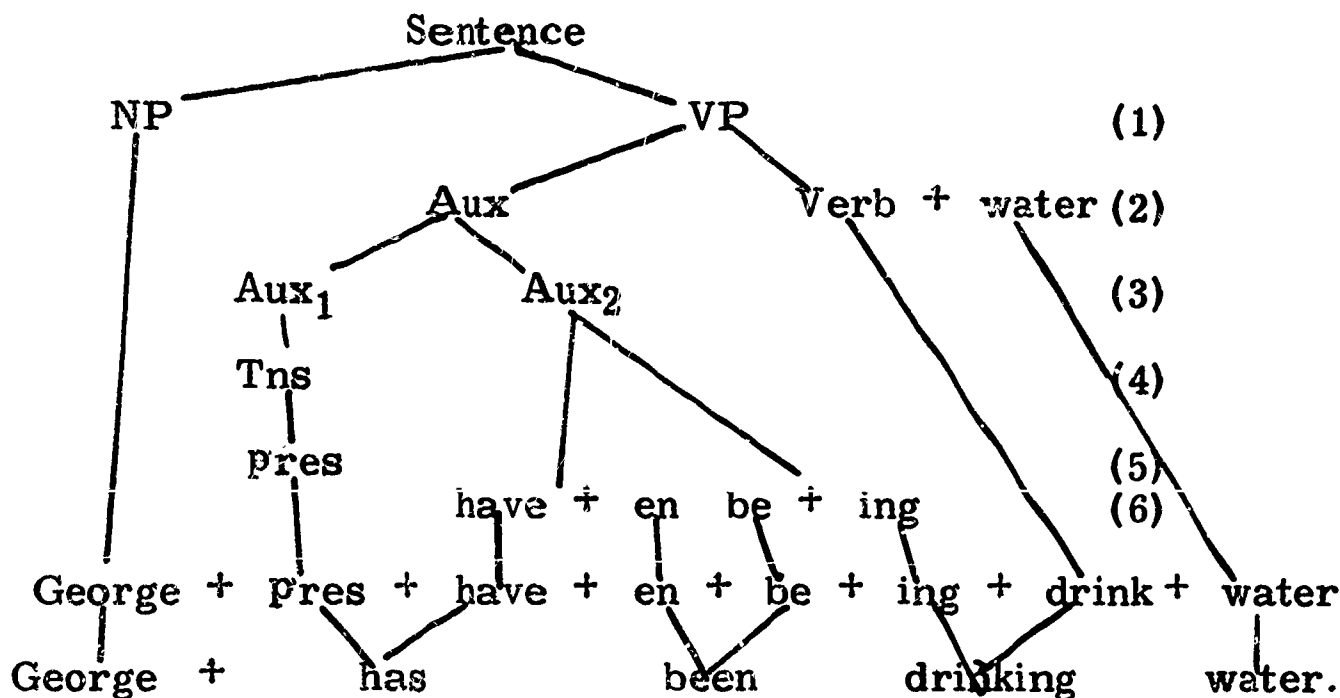 Sentence
NP VP (1)
Aux Verb + water (2)
Aux1 Aux2 (3)
Tns (4)
pres (5)
have + en be + ing (6)
George + pres + have + en + be + ing + drink + water
George + has been drinking water.